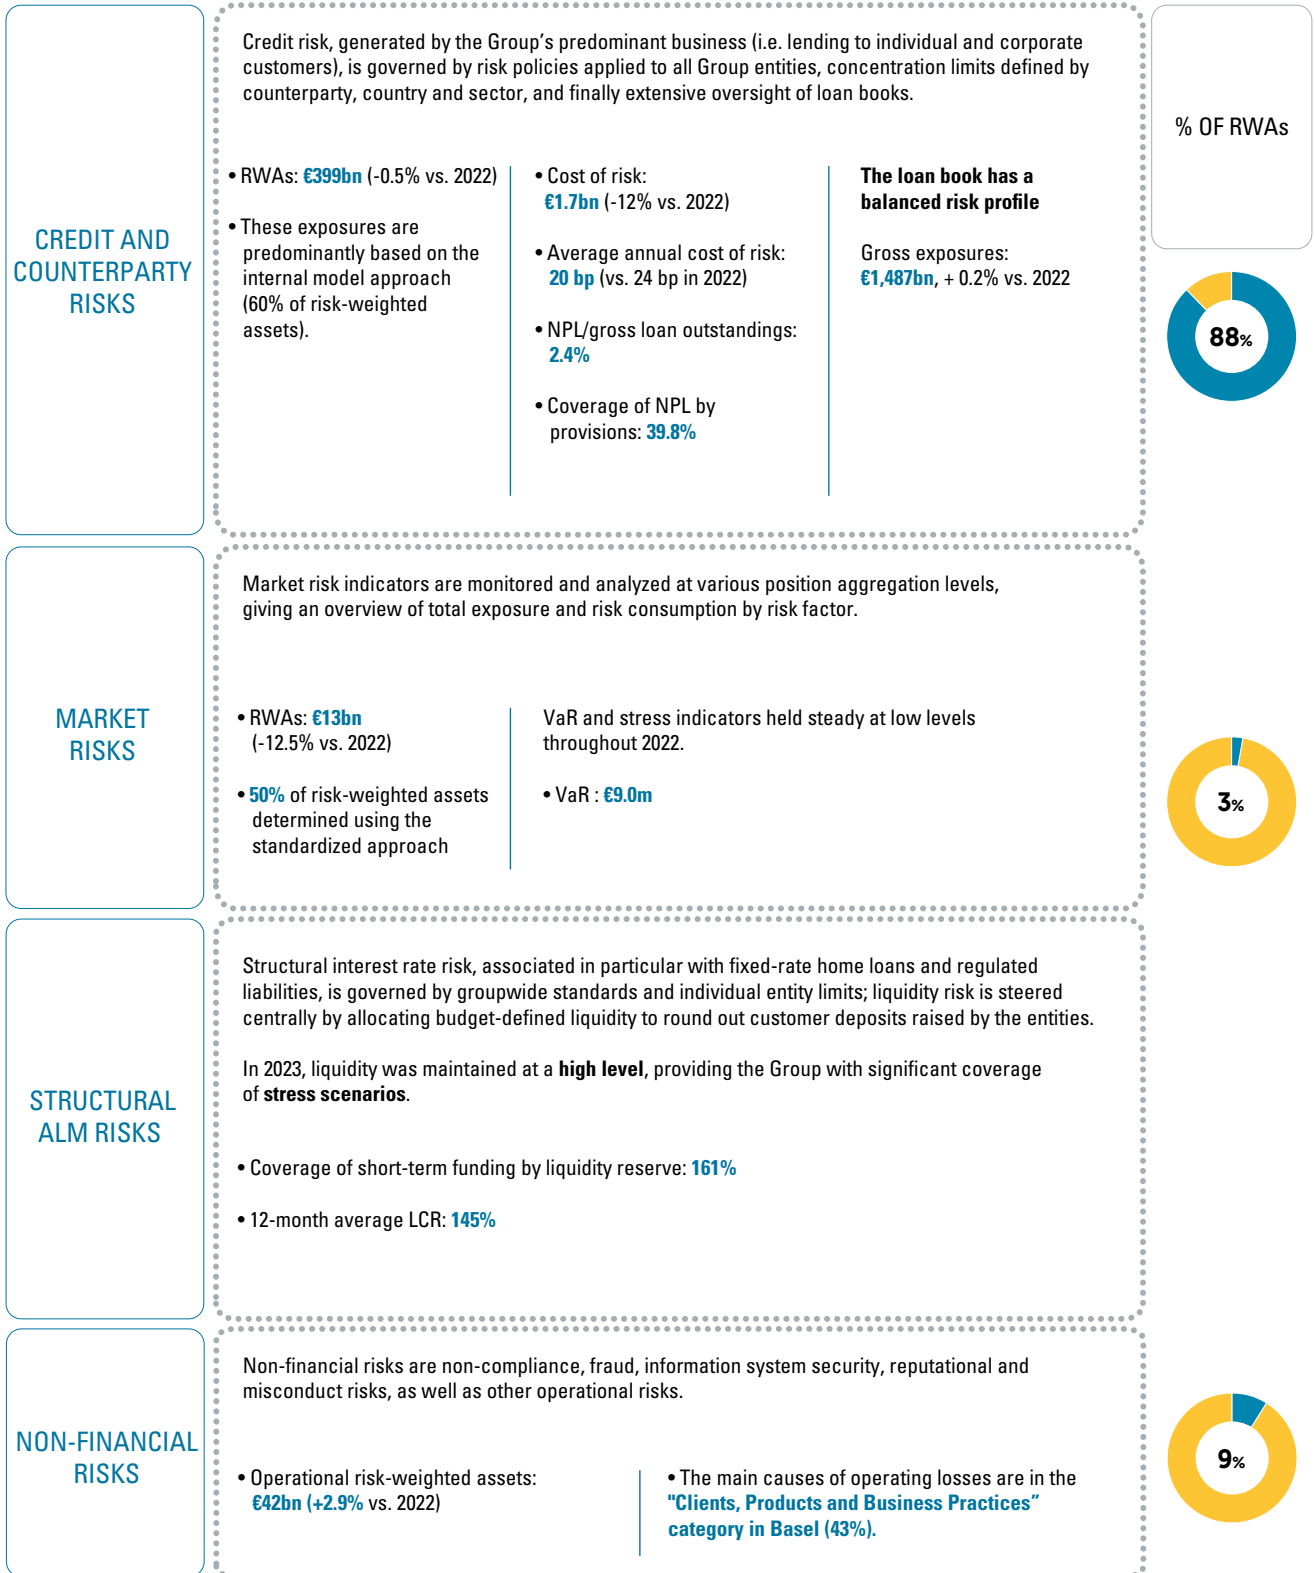 CREDIT AND
COUNTERPARTY
RISKS
Credit risk, generated by the Group's predominant business (i.e. lending to individual and corporate
customers), is governed by risk policies applied to all Group entities, concentration limits defined by
counterparty, country and sector, and finally extensive oversight of loan books.
• RWAs: €399bn (-0.5% vs. 2022)
• These exposures are
predominantly based on the
internal model approach
(60% of risk-weighted
assets).
• Cost of risk:
€1.7bn (-12% vs. 2022)
• Average annual cost of risk:
20 bp (vs. 24 bp in 2022)
• NPL/gross loan outstandings:
2.4%
• Coverage of NPL by
provisions: 39.8%
The loan book has a
balanced risk profile
Gross exposures:
€1,487bn, + 0.2% vs. 2022
% OF RWAs
88%
MARKET
RISKS
Market risk indicators are monitored and analyzed at various position aggregation levels,
giving an overview of total exposure and risk consumption by risk factor.
• RWAs: €13bn
(-12.5% vs. 2022)
• 50% of risk-weighted assets
determined using the
standardized approach
VaR and stress indicators held steady at low levels
throughout 2022.
• VaR : €9.0m
3%
STRUCTURAL
ALM RISKS
Structural interest rate risk, associated in particular with fixed-rate home loans and regulated
liabilities, is governed by groupwide standards and individual entity limits; liquidity risk is steered
centrally by allocating budget-defined liquidity to round out customer deposits raised by the entities.
In 2023, liquidity was maintained at a high level, providing the Group with significant coverage
of stress scenarios.
• Coverage of short-term funding by liquidity reserve: 161%
• 12-month average LCR: 145%
NON-FINANCIAL
RISKS
Non-financial risks are non-compliance, fraud, information system security, reputational and
misconduct risks, as well as other operational risks.
• Operational risk-weighted assets:
€42bn (+2.9% vs. 2022)
• The main causes of operating losses are in the
"Clients, Products and Business Practices”
category in Basel (43%).
9%